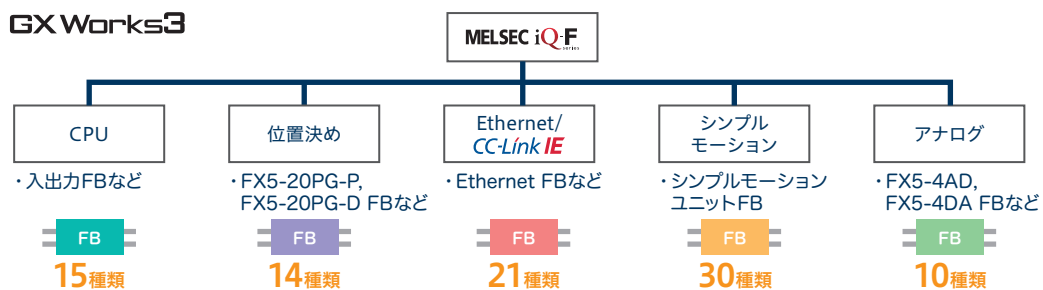 GX Works3
MELSEC iQ-F
series
CPU
位置決め
Ethernet/
CC-Link IE
シンプル
モーション
アナログ
・入出力FBなど
・FX5-20PG-P,
FX5-20PG-D FBなど
・Ethernet FBなど
・シンプルモーション
ユニットFB
・FX5-4AD,
FX5-4DA FBなど
FB
FB
FB
FB
FB
15種類
14種類
21種類
30種類
10種類